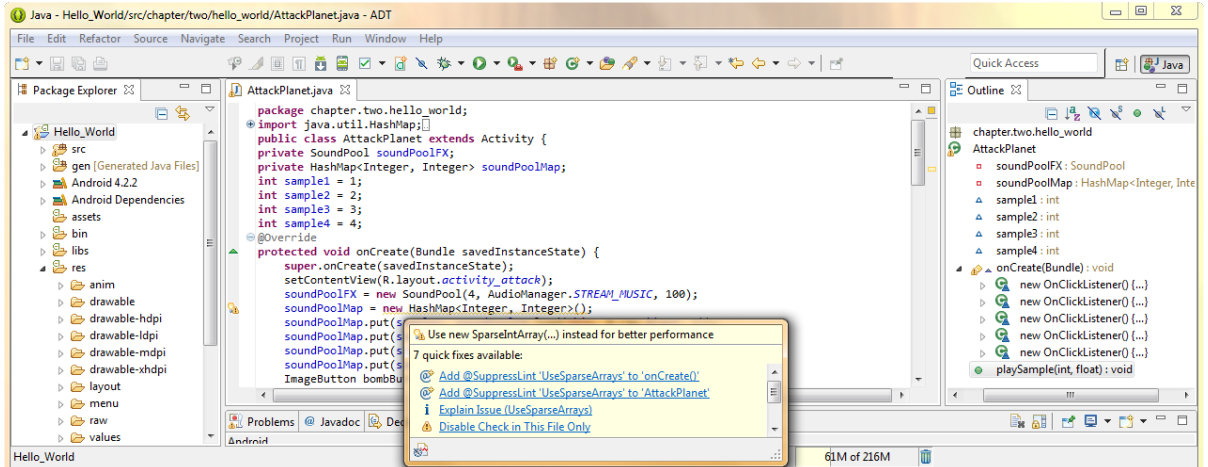 Java - Hello_World/src/chapter/two/hello_world/AttackPlanet.java - ADT
File Edit Refactor Source Navigate Search Project Run Window Help
Quick Access
Java
Package Explorer
Hello_World
src
gen [Generated Java Files]
Android 4.2.2
Android Dependencies
assets
bin
libs
res
anim
drawable
drawable-hdpi
drawable-ldpi
drawable-mdpi
drawable-xhdpi
layout
menu
raw
values
AttackPlanet.java
package chapter.two.hello_world;
import java.util.HashMap;
public class AttackPlanet extends Activity {
private SoundPool soundPoolFX;
private HashMap<Integer, Integer> soundPoolMap;
int sample1 = 1;
int sample2 = 2;
int sample3 = 3;
int sample4 = 4;
@Override
protected void onCreate(Bundle savedInstanceState) {
super.onCreate(savedInstanceState);
setContentView(R.layout.activity_attack);
soundPoolFX = new SoundPool(4, AudioManager.STREAM_MUSIC, 100);
soundPoolMap = new HashMap<Integer, Integer>();
soundPoolMap.put(s
soundPoolMap.put(s
soundPoolMap.put(s
soundPoolMap.put(s
ImageButton bombBu
Use new SparseIntArray(...) instead for better performance
7 quick fixes available:
Add @SuppressLint 'UseSparseArrays' to 'onCreate()'
Add @SuppressLint 'UseSparseArrays' to 'AttackPlanet'
Explain Issue (UseSparseArrays)
Disable Check in This File Only
Problems @ Javadoc Dec
Android
Outline
chapter.two.hello_world
AttackPlanet
soundPoolFX : SoundPool
soundPoolMap : HashMap<Integer, Inte
sample1 : int
sample2 : int
sample3 : int
sample4 : int
onCreate(Bundle) : void
new OnClickListener() {...}
new OnClickListener() {...}
new OnClickListener() {...}
new OnClickListener() {...}
new OnClickListener() {...}
playSample(int, float) : void
Hello_World
61M of 216M